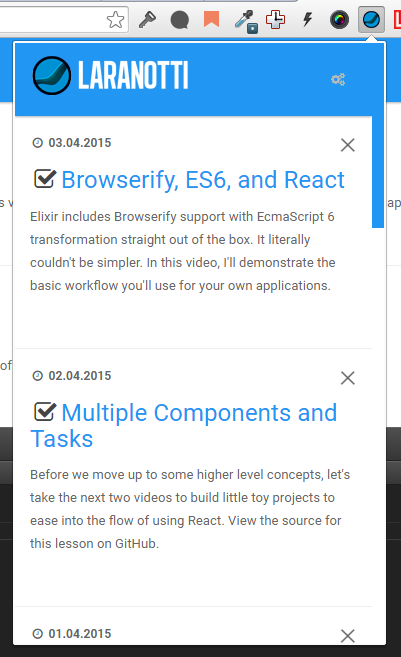 LARANOTTI
03.04.2015
Browserify, ES6, and React
Elixir includes Browserify support with EcmaScript 6
transformation straight out of the box. It literally
couldn't be simpler. In this video, I'll demonstrate the
basic workflow you'll use for your own applications.
02.04.2015
Multiple Components and
Tasks
Before we move up to some higher level concepts, let's
take the next two videos to build little toy projects to
ease into the flow of using React. View the source for
this lesson on GitHub.
of
01.04.2015